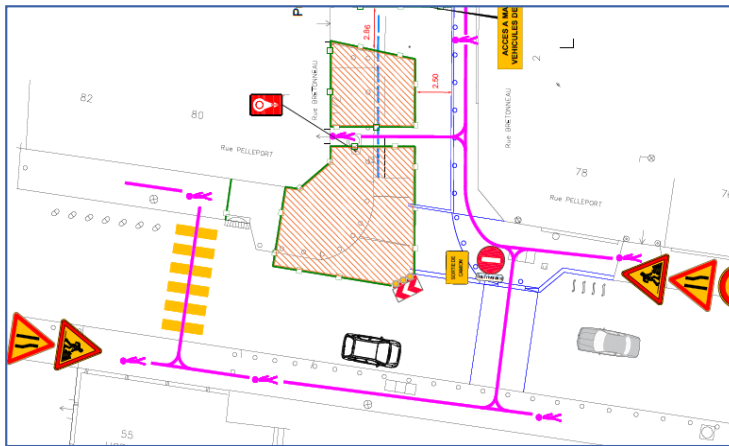 P
2.86
ACCES A MA
VEHICULES DE
82
80
Rue BRETONNEAU
2.50
2
Rue BRETONNEAU
Rue PELLEPORT
78
Rue PELLEPORT
76
SORTIE DE
CAMION
55